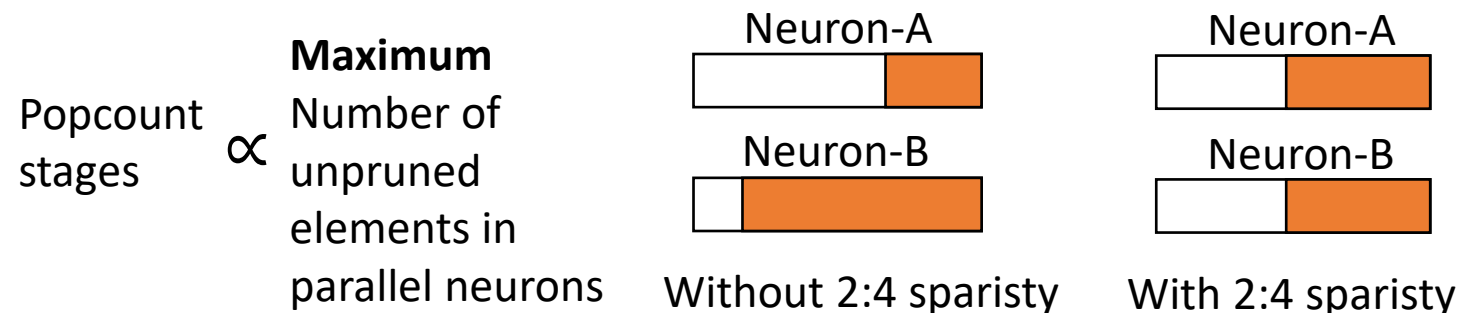 Popcount
stages
∝
Maximum
Number of
unpruned
elements in
parallel neurons
Neuron-A
Neuron-B
Without 2:4 sparisty
Neuron-A
Neuron-B
With 2:4 sparisty